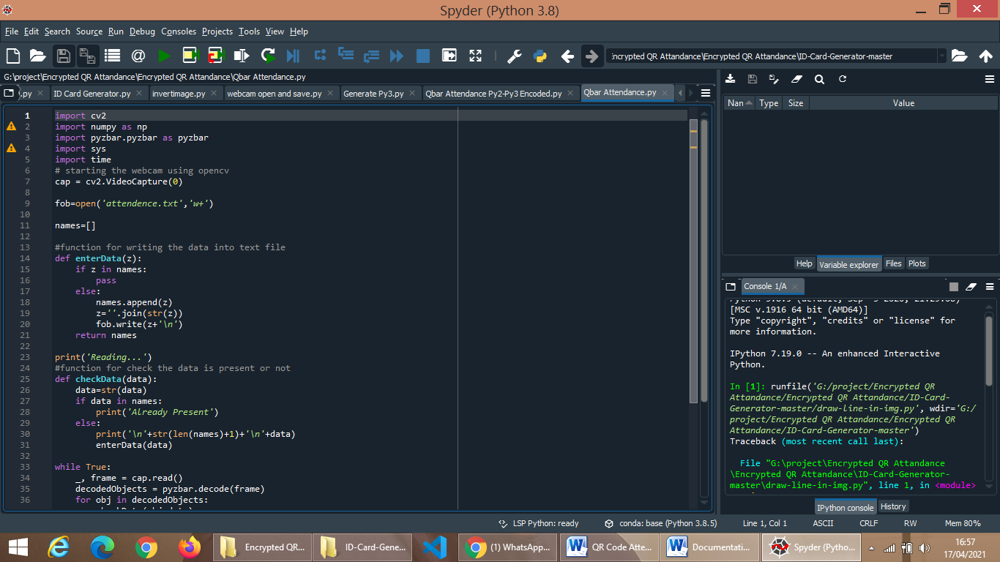 Spyder (Python 3.8)
File Edit Search Source Run Debug Consoles Projects Tools View Help
:ncrypted QR Attandance\Encrypted QR Attandance\ID-Card-Generator-master
G:\project\Encrypted QR Attandance\Encrypted QR Attandance\Qbar Attendance.py
.py ID Card Generator.py invertimage.py webcam open and save.py Generate Py3.py Qbar Attendance Py2-Py3 Encoded.py Qbar Attendance.py
1 import cv2
2 import numpy as np
3 import pyzbar.pyzbar as pyzbar
4 import sys
5 import time
6 # starting the webcam using opencv
7 cap = cv2.VideoCapture(0)
8
9 fob=open('attendence.txt','w+')
10
11 names=[]
12
13 #function for writing the data into text file
14 def enterData(z):
15     if z in names:
16         pass
17     else:
18         names.append(z)
19         z=''.join(str(z))
20         fob.write(z+'\n')
21     return names
22
23 print('Reading...')
24 #function for check the data is present or not
25 def checkData(data):
26     data=str(data)
27     if data in names:
28         print('Already Present')
29     else:
30         print('\n'+str(len(names)+1)+'\n'+data)
31         enterData(data)
32
33 while True:
34     _, frame = cap.read()
35     decodedObjects = pyzbar.decode(frame)
36     for obj in decodedObjects:
Nan Type Size Value
Help Variable explorer Files Plots
Console 1/A
[MSC v.1916 64 bit (AMD64)]
Type "copyright", "credits" or "license" for
more information.
IPython 7.19.0 -- An enhanced Interactive
Python.
In [1]: runfile('G:/project/Encrypted QR
Attandance/Encrypted QR Attandance/ID-Card-
Generator-master/draw-line-in-img.py', wdir='G:/
project/Encrypted QR Attandance/Encrypted QR
Attandance/ID-Card-Generator-master')
Traceback (most recent call last):
File "G:\project\Encrypted QR Attandance
\Encrypted QR Attandance\ID-Card-Generator-
master\draw-line-in-img.py", line 1, in <module>
IPython console History
LSP Python: ready conda: base (Python 3.8.5) Line 1, Col 1 ASCII CRLF RW Mem 80%
Encrypted QR... ID-Card-Gene... (1) WhatsApp... QR Code Atte... Documentati... Spyder (Pytho...
16:57
17/04/2021